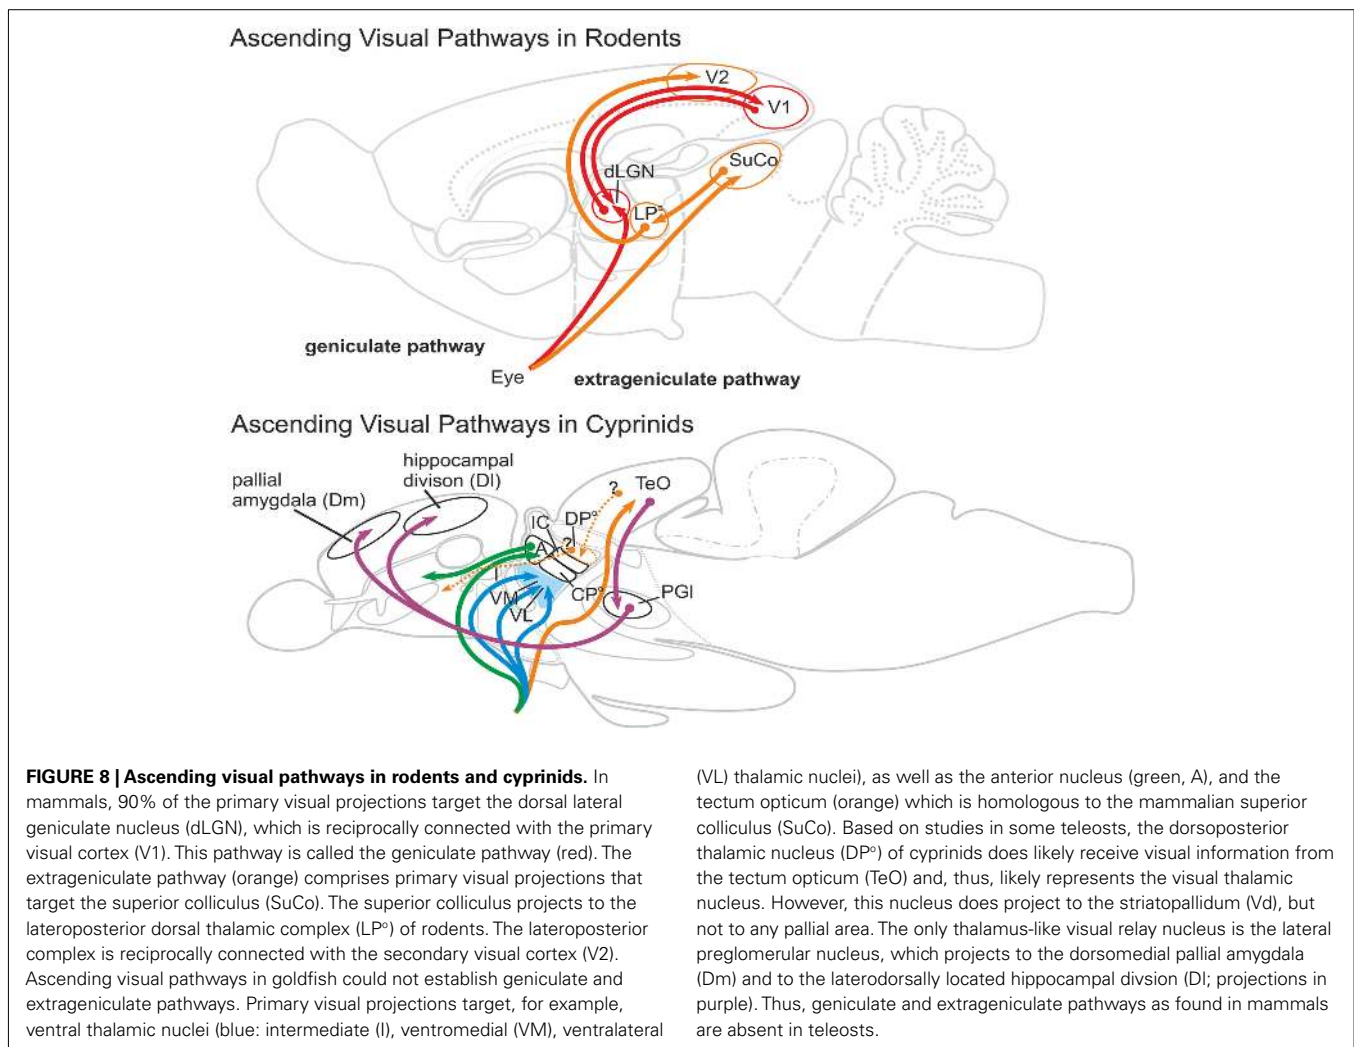 Ascending Visual Pathways in Rodents
V2
V1
SuCo
dLGN
LP°
geniculate pathway
Eye
extrageniculate pathway
Ascending Visual Pathways in Cyprinids
hippocampal
divison (Dl)
pallial
amygdala (Dm)
?
TeO
IC
DP°
A
?
I
VM
VL
CP°
PGl
FIGURE 8 | Ascending visual pathways in rodents and cyprinids. In
mammals, 90% of the primary visual projections target the dorsal lateral
geniculate nucleus (dLGN), which is reciprocally connected with the primary
visual cortex (V1). This pathway is called the geniculate pathway (red). The
extrageniculate pathway (orange) comprises primary visual projections that
target the superior colliculus (SuCo). The superior colliculus projects to the
lateroposterior dorsal thalamic complex (LP°) of rodents. The lateroposterior
complex is reciprocally connected with the secondary visual cortex (V2).
Ascending visual pathways in goldfish could not establish geniculate and
extrageniculate pathways. Primary visual projections target, for example,
ventral thalamic nuclei (blue: intermediate (I), ventromedial (VM), ventralateral
(VL) thalamic nuclei), as well as the anterior nucleus (green, A), and the
tectum opticum (orange) which is homologous to the mammalian superior
colliculus (SuCo). Based on studies in some teleosts, the dorsoposterior
thalamic nucleus (DP°) of cyprinids does likely receive visual information from
the tectum opticum (TeO) and, thus, likely represents the visual thalamic
nucleus. However, this nucleus does project to the striatopallidum (Vd), but
not to any pallial area. The only thalamus-like visual relay nucleus is the lateral
preglomerular nucleus, which projects to the dorsomedial pallial amygdala
(Dm) and to the laterodorsally located hippocampal divsion (Dl; projections in
purple). Thus, geniculate and extrageniculate pathways as found in mammals
are absent in teleosts.